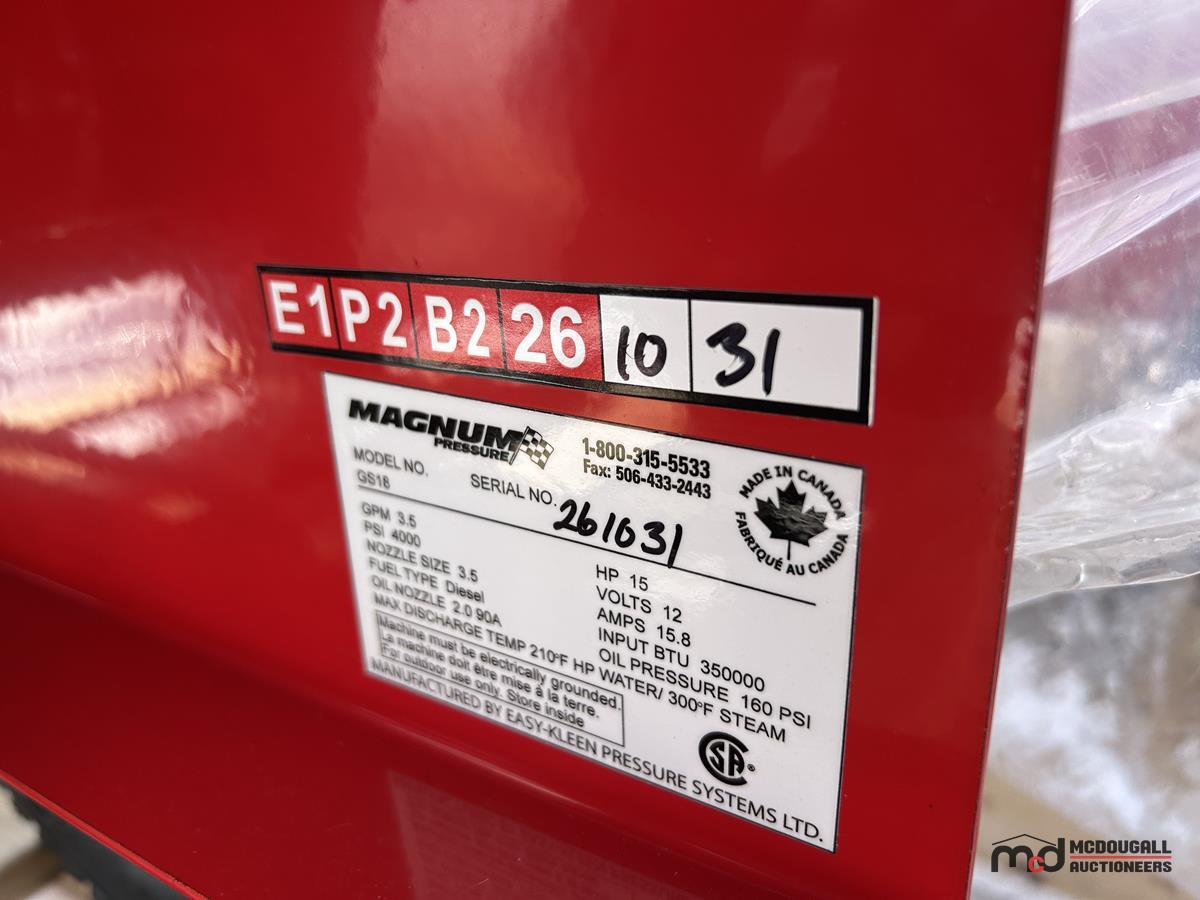 E1 P2 B2 26 10 31
MAGNUM
PRESSURE
1-800-315-5533
Fax: 506-433-2443
MADE IN CANADA
FABRIQUÉ AU CANADA
MODEL NO.
GS18
SERIAL NO. 261031
GPM 3.5
PSI 4000
NOZZLE SIZE 3.5
FUEL TYPE Diesel
OIL NOZZLE 2.0 90A
HP 15
VOLTS 12
AMPS 15.8
INPUT BTU 350000
OIL PRESSURE 160 PSI
MAX DISCHARGE TEMP 210°F HP WATER/ 300°F STEAM
Machine must be electrically grounded.
La machine doit être mise à la terre.
For outdoor use only. Store inside
MANUFACTURED BY EASY-KLEEN PRESSURE SYSTEMS LTD.
CSA®
mcd MCDOUGALL
AUCTIONEERS